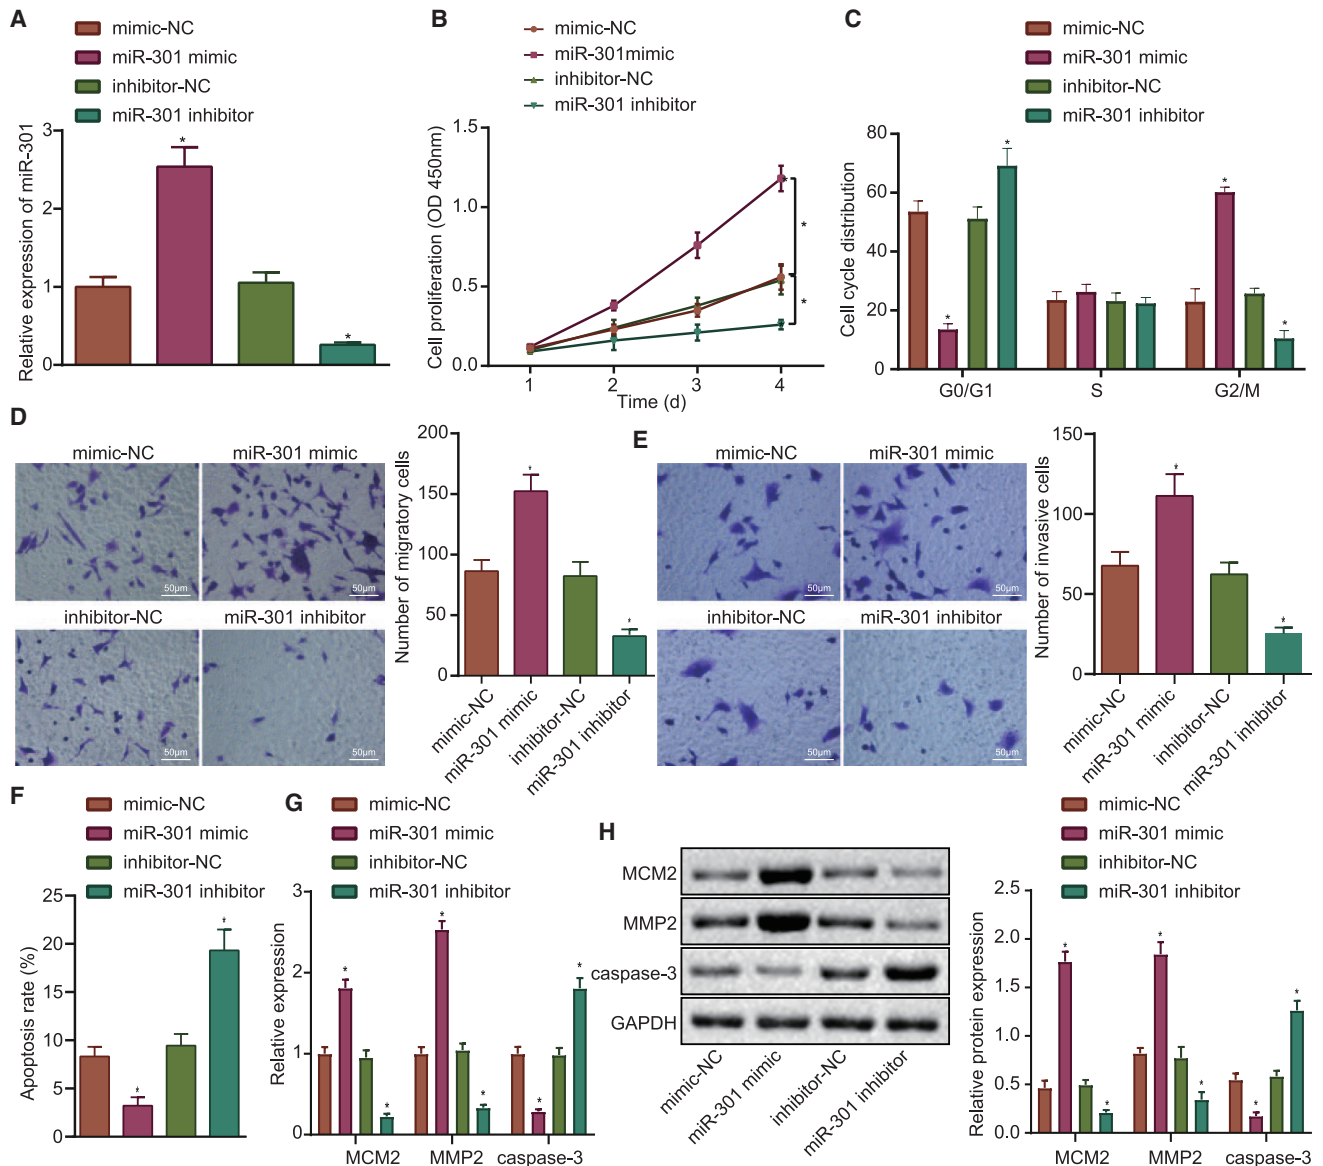 A
mimic-NC
miR-301 mimic
inhibitor-NC
miR-301 inhibitor
Relative expression of miR-301
3
2
1
0
*
*
B
mimic-NC
miR-301mimic
inhibitor-NC
miR-301 inhibitor
Cell proliferation (OD 450nm)
1.5
1.0
0.5
0.0
*
*
1
2
3
4
Time (d)
C
mimic-NC
miR-301 mimic
inhibitor-NC
miR-301 inhibitor
Cell cycle distribution
80
60
40
20
0
*
*
*
*
G0/G1
S
G2/M
D
mimic-NC
miR-301 mimic
50μm
50μm
inhibitor-NC
miR-301 inhibitor
50μm
50μm
Number of migratory cells
200
150
100
50
0
*
*
mimic-NC
miR-301 mimic
inhibitor-NC
miR-301 inhibitor
E
mimic-NC
miR-301 mimic
50μm
50μm
inhibitor-NC
miR-301 inhibitor
50μm
50μm
Number of invasive cells
150
100
50
0
*
*
mimic-NC
miR-301 mimic
inhibitor-NC
miR-301 inhibitor
F
mimic-NC
miR-301 mimic
inhibitor-NC
miR-301 inhibitor
Apoptosis rate (%)
25
20
15
10
5
0
*
*
G
mimic-NC
miR-301 mimic
inhibitor-NC
miR-301 inhibitor
Relative expression
3
2
1
0
*
*
*
*
*
*
MCM2
MMP2
caspase-3
H
MCM2
MMP2
caspase-3
GAPDH
mimic-NC
miR-301 mimic
inhibitor-NC
miR-301 inhibitor
mimic-NC
miR-301 mimic
inhibitor-NC
miR-301 inhibitor
Relative protein expression
2.5
2.0
1.5
1.0
0.5
0.0
*
*
*
*
*
*
MCM2
MMP2
caspase-3